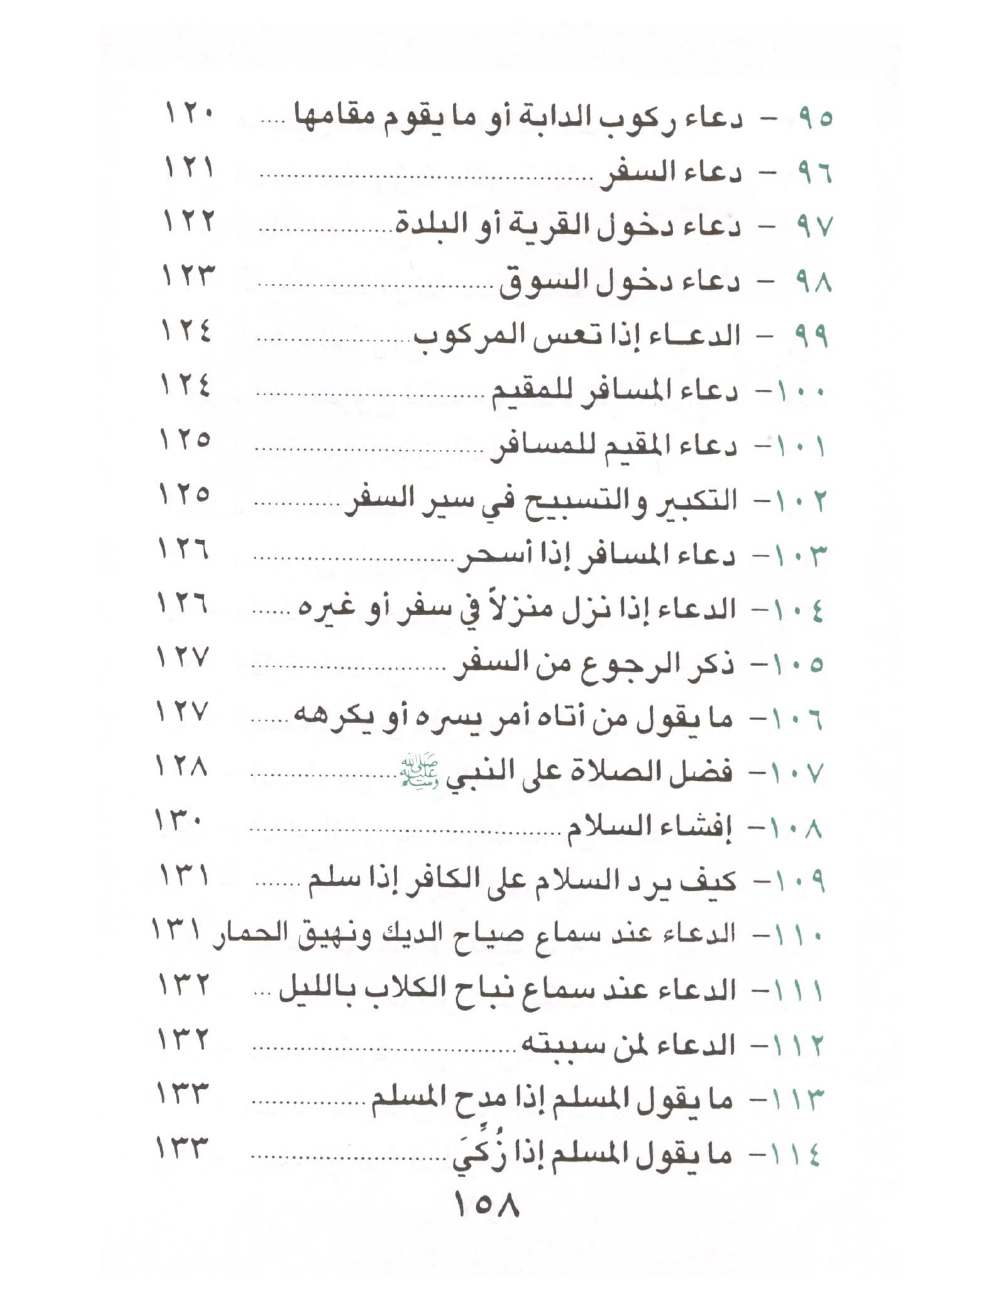 ٩٥ - دعاء ركوب الدابة أو ما يقوم مقامها .... ١٢٠
٩٦ - دعاء السفر .... ١٢١
٩٧ - دعاء دخول القرية أو البلدة .... ١٢٢
٩٨ - دعاء دخول السوق .... ١٢٣
٩٩ - الدعاء إذا تعس المركوب .... ١٢٤
١٠٠- دعاء المسافر للمقيم .... ١٢٤
١٠١- دعاء المقيم للمسافر .... ١٢٥
١٠٢- التكبير والتسبيح في سير السفر .... ١٢٥
١٠٣- دعاء المسافر إذا أسحر .... ١٢٦
١٠٤- الدعاء إذا نزل منزلاً في سفر أو غيره .... ١٢٦
١٠٥- ذكر الرجوع من السفر .... ١٢٧
١٠٦- ما يقول من أتاه أمر يسره أو يكرهه .... ١٢٧
١٠٧- فضل الصلاة على النبي ﷺ .... ١٢٨
١٠٨- إفشاء السلام .... ١٣٠
١٠٩- كيف يرد السلام على الكافر إذا سلم .... ١٣١
١١٠- الدعاء عند سماع صياح الديك ونهيق الحمار ١٣١
١١١- الدعاء عند سماع نباح الكلاب بالليل ... ١٣٢
١١٢- الدعاء لمن سببته .... ١٣٢
١١٣- ما يقول المسلم إذا مدح المسلم .... ١٣٣
١١٤- ما يقول المسلم إذا زُكِّيَ .... ١٣٣
١٥٨